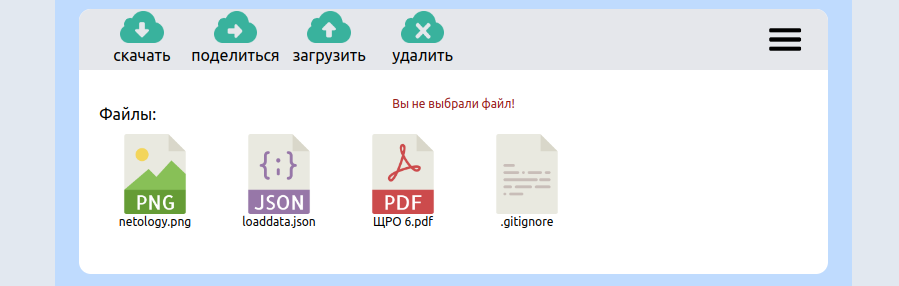 скачать поделиться загрузить удалить
Вы не выбрали файл!
Файлы:
PNG {;} JSON PDF
netology.png loaddata.json ЩРО 6.pdf .gitignore